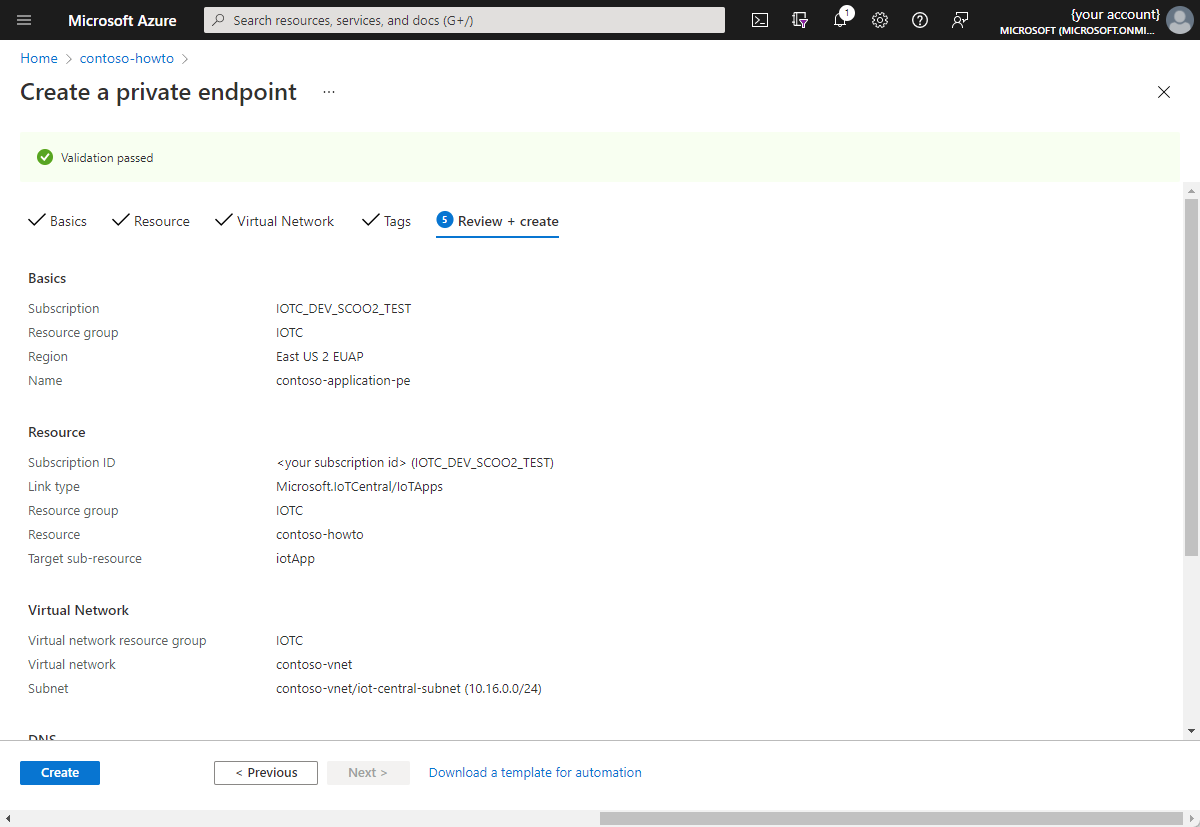 Microsoft Azure
Search resources, services, and docs (G+/)
1
{your account}
MICROSOFT (MICROSOFT.ONMI...
Home > contoso-howto >
Create a private endpoint ...
Validation passed
Basics Resource Virtual Network Tags 5 Review + create
Basics
Subscription IOTC_DEV_SCOO2_TEST
Resource group IOTC
Region East US 2 EUAP
Name contoso-application-pe
Resource
Subscription ID <your subscription id> (IOTC_DEV_SCOO2_TEST)
Link type Microsoft.IoTCentral/IoTApps
Resource group IOTC
Resource contoso-howto
Target sub-resource iotApp
Virtual Network
Virtual network resource group IOTC
Virtual network contoso-vnet
Subnet contoso-vnet/iot-central-subnet (10.16.0.0/24)
DNS
Create < Previous Next > Download a template for automation